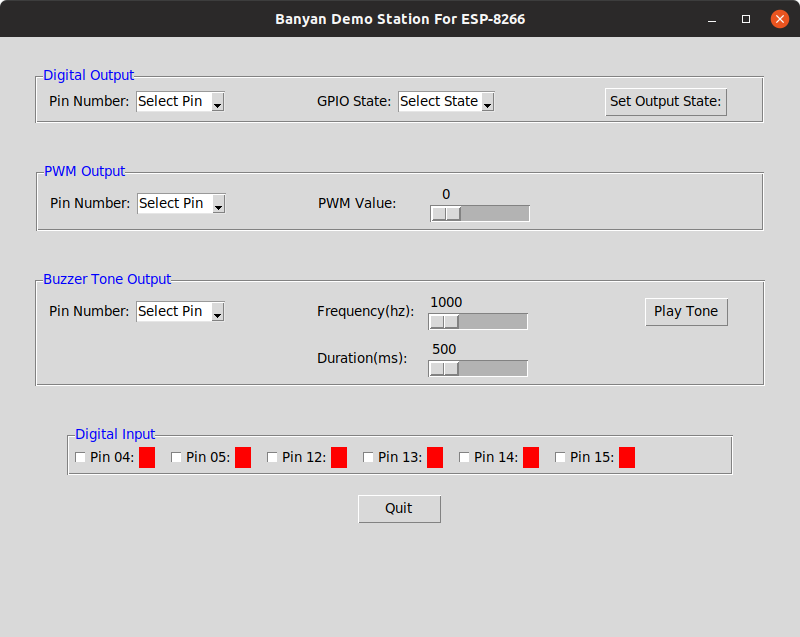 Banyan Demo Station For ESP-8266
Digital Output
Pin Number: Select Pin GPIO State: Select State Set Output State:
PWM Output
0
Pin Number: Select Pin PWM Value:
Buzzer Tone Output
1000
Pin Number: Select Pin Frequency(hz): Play Tone
500
Duration(ms):
Digital Input
Pin 04: Pin 05: Pin 12: Pin 13: Pin 14: Pin 15:
Quit